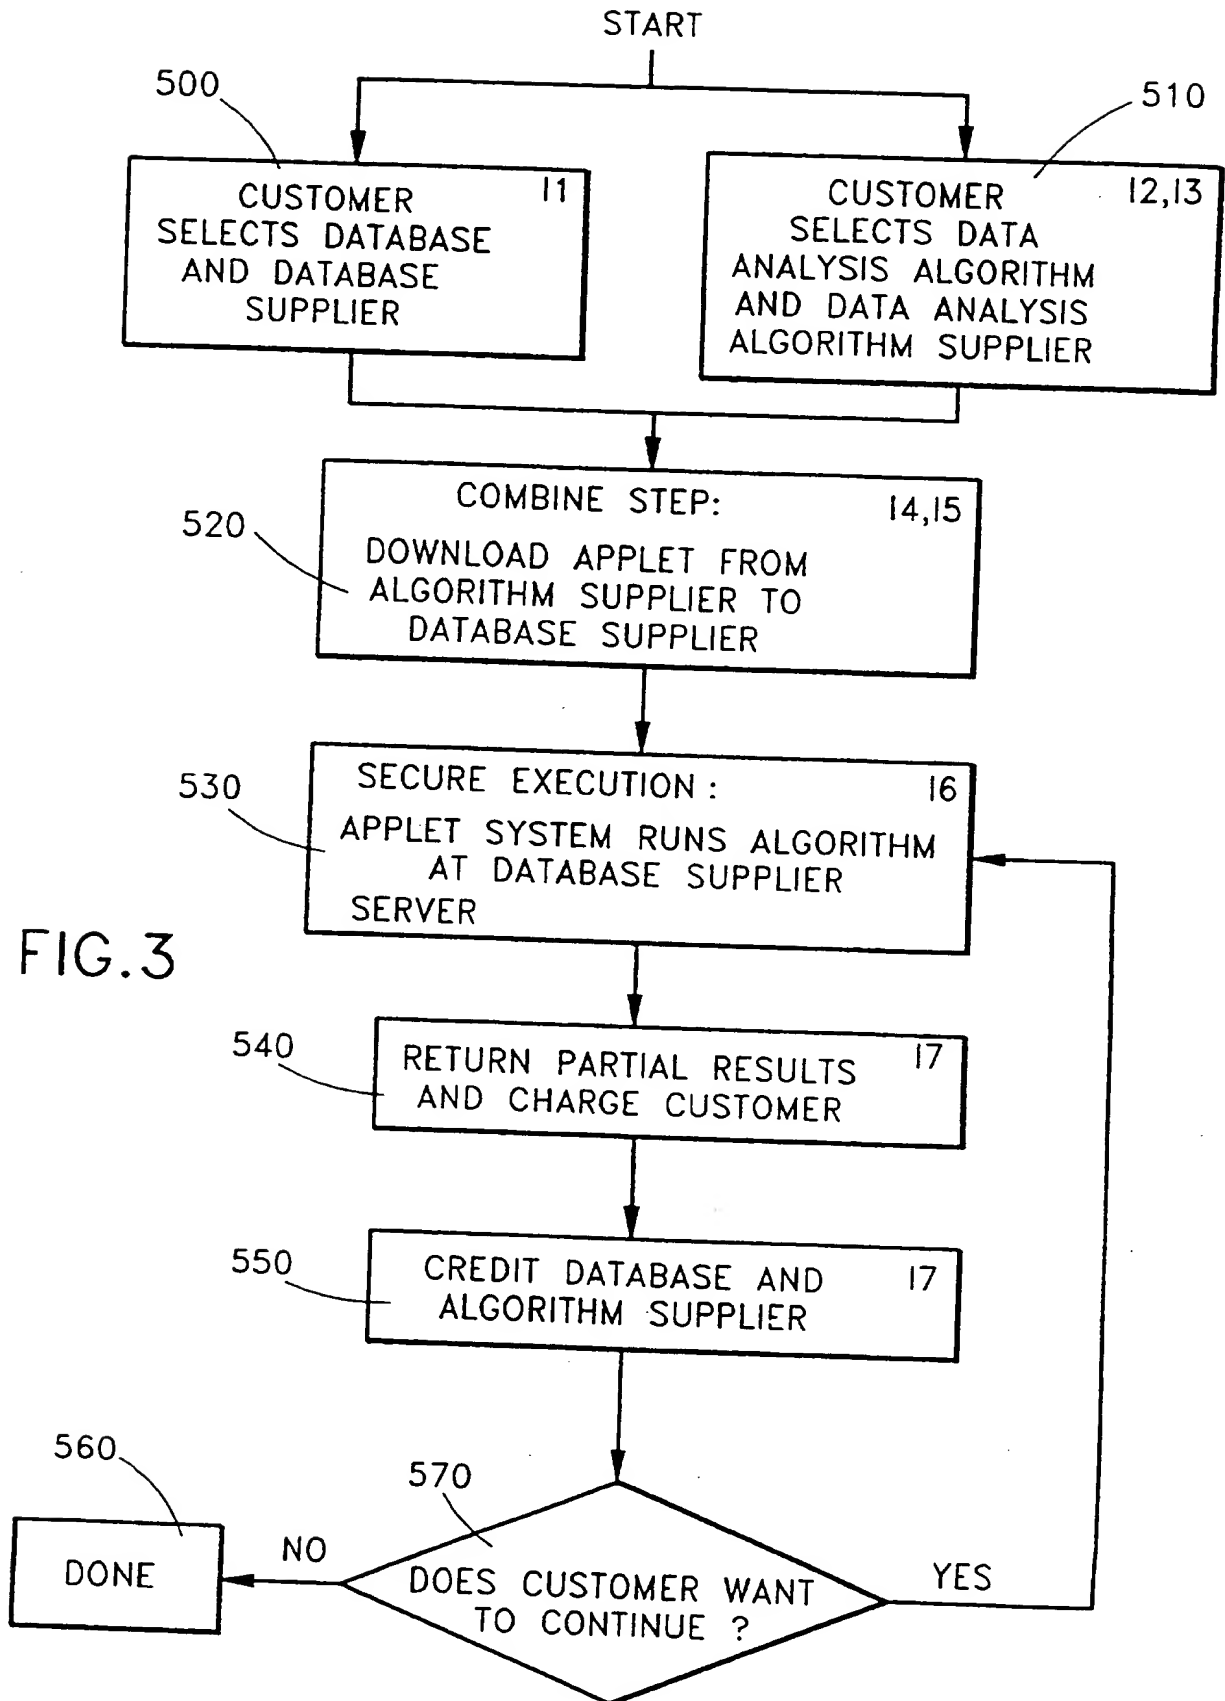 START
500
510
11
CUSTOMER
SELECTS DATABASE
AND DATABASE
SUPPLIER
12,13
CUSTOMER
SELECTS DATA
ANALYSIS ALGORITHM
AND DATA ANALYSIS
ALGORITHM SUPPLIER
520
COMBINE STEP:
14,15
DOWNLOAD APPLET FROM
ALGORITHM SUPPLIER TO
DATABASE SUPPLIER
530
SECURE EXECUTION :
16
APPLET SYSTEM RUNS ALGORITHM
AT DATABASE SUPPLIER
SERVER
FIG.3
540
17
RETURN PARTIAL RESULTS
AND CHARGE CUSTOMER
550
17
CREDIT DATABASE AND
ALGORITHM SUPPLIER
560
570
DONE
NO
DOES CUSTOMER WANT
TO CONTINUE ?
YES